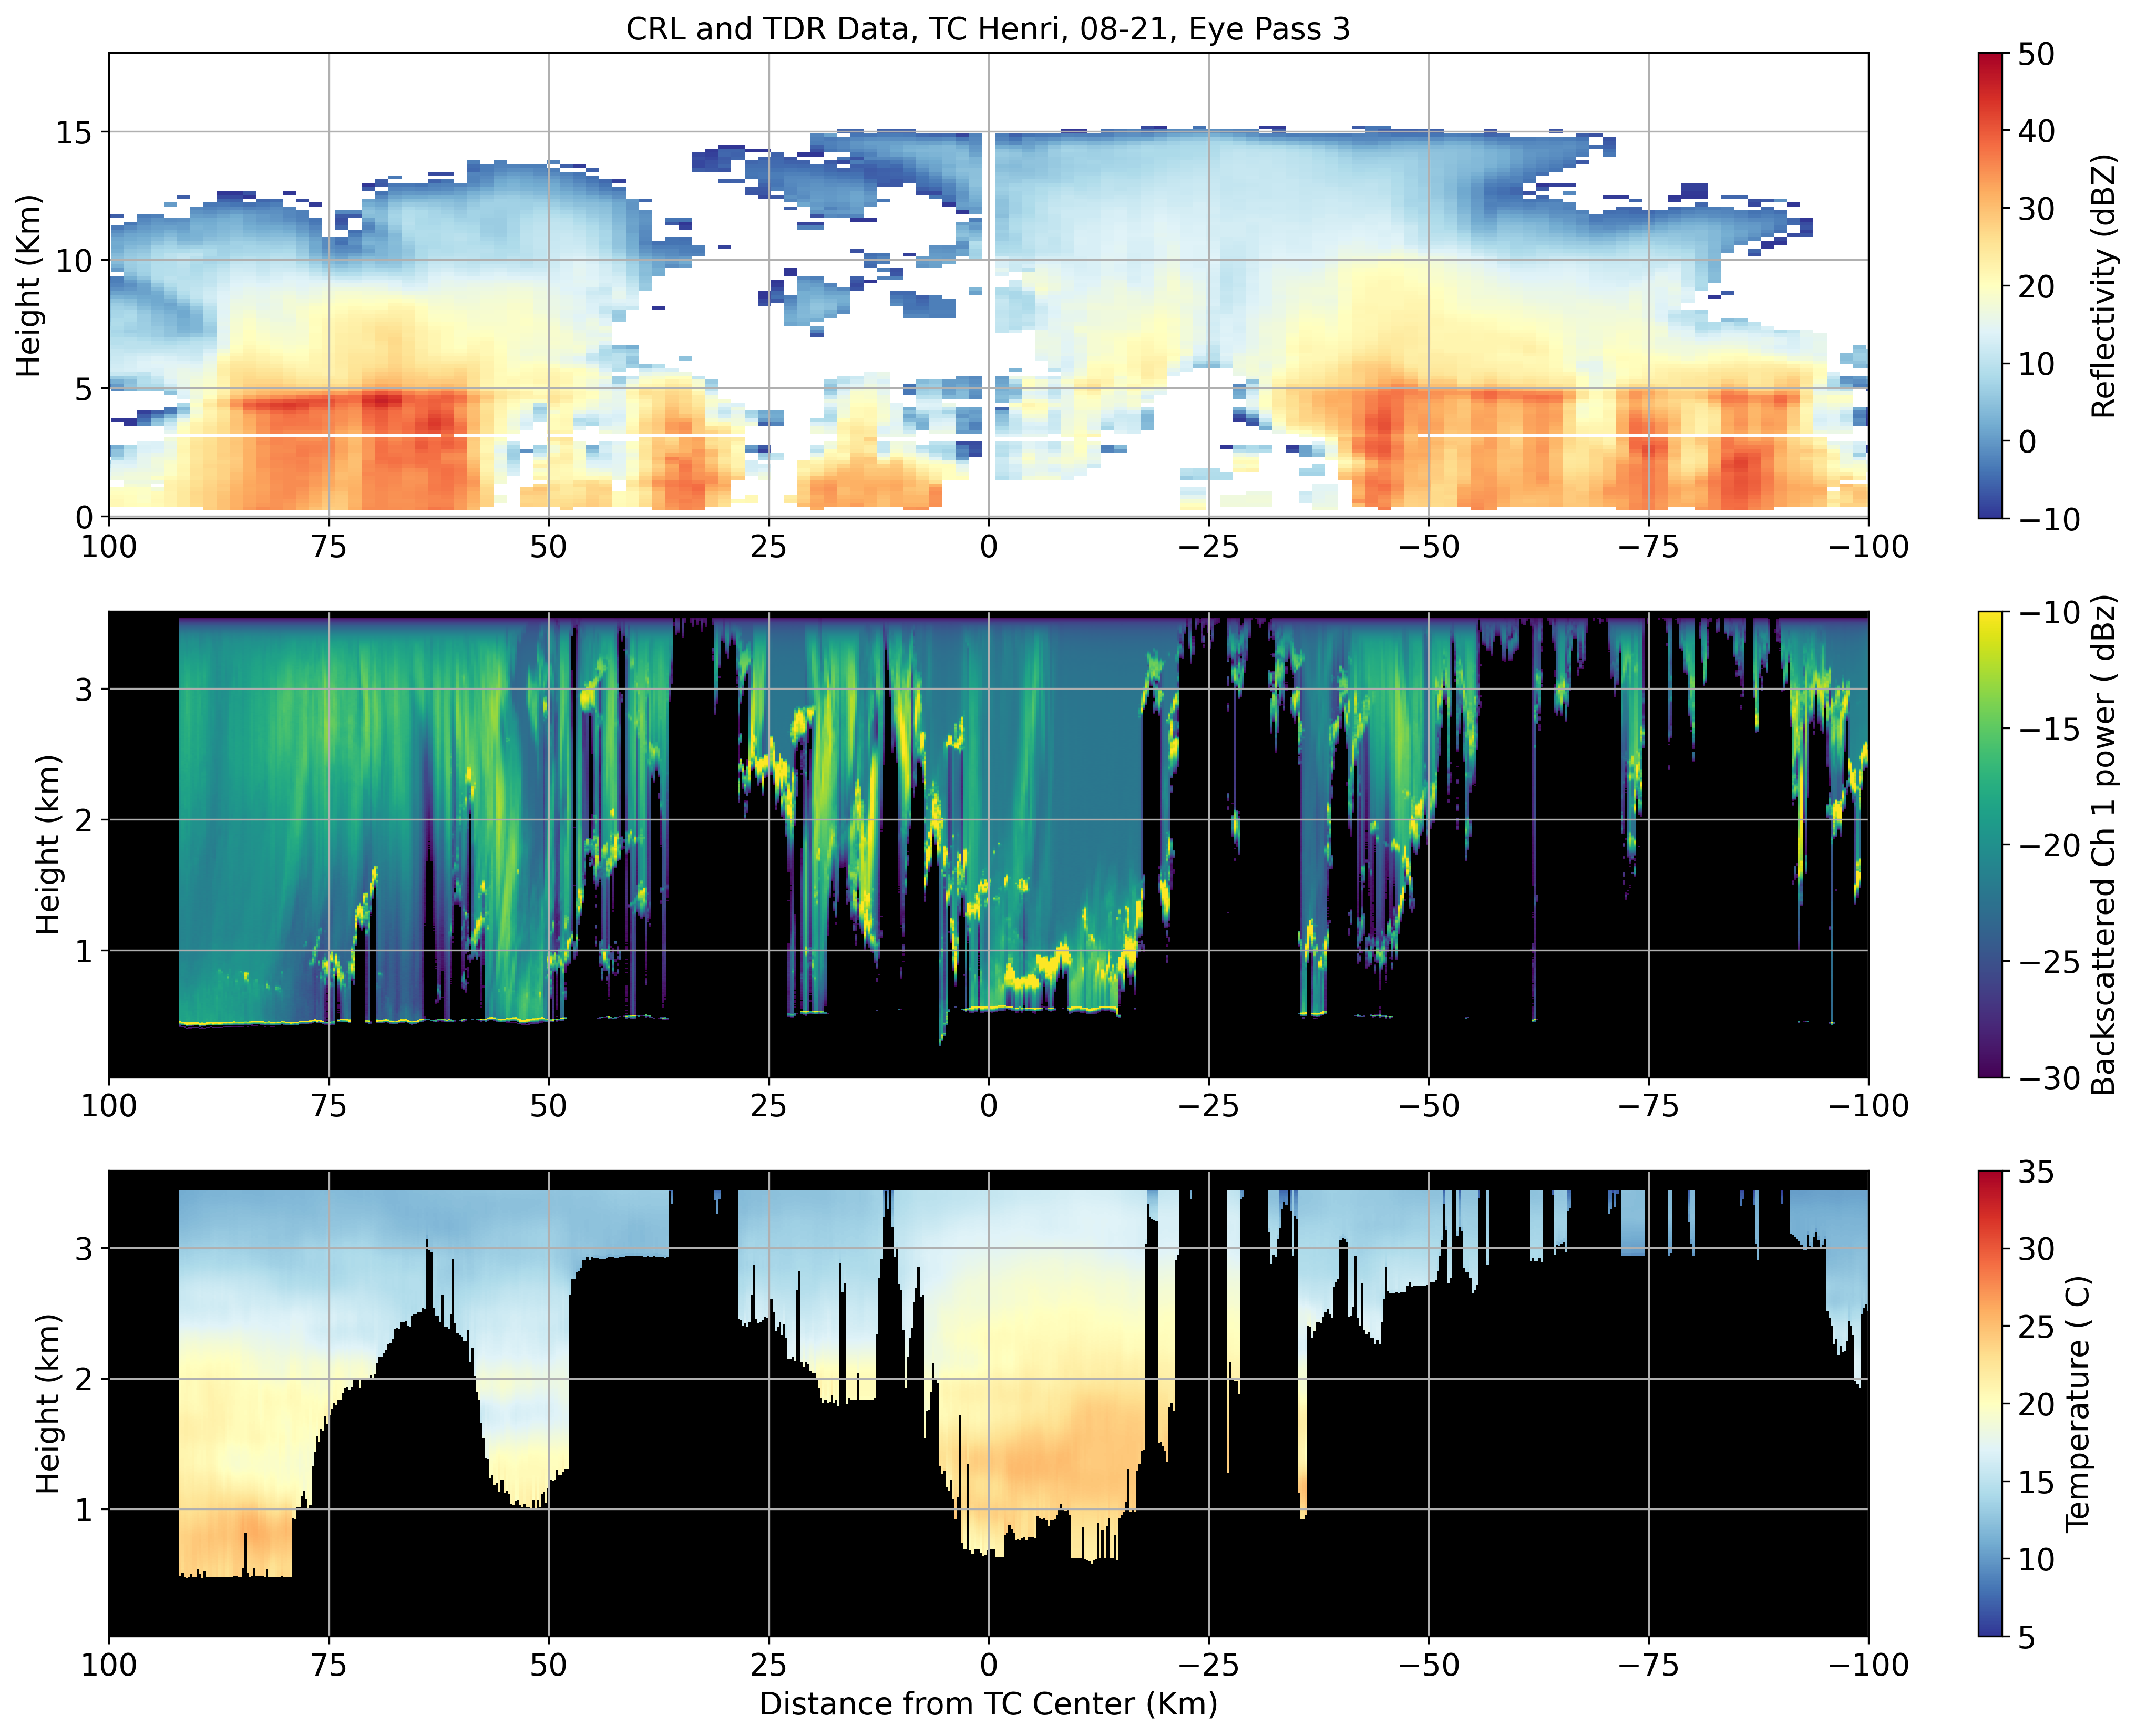 CRL and TDR Data, TC Henri, 08-21, Eye Pass 3
Height (Km)
15
10
5
0
100 75 50 25 0 −25 −50 −75 −100
50
40
30
20
10
0
−10
Reflectivity (dBZ)
Height (km)
3
2
1
100 75 50 25 0 −25 −50 −75 −100
−10
−15
−20
−25
−30
Backscattered Ch 1 power ( dBz)
Height (km)
3
2
1
100 75 50 25 0 −25 −50 −75 −100
Distance from TC Center (Km)
35
30
25
20
15
10
5
Temperature ( C)